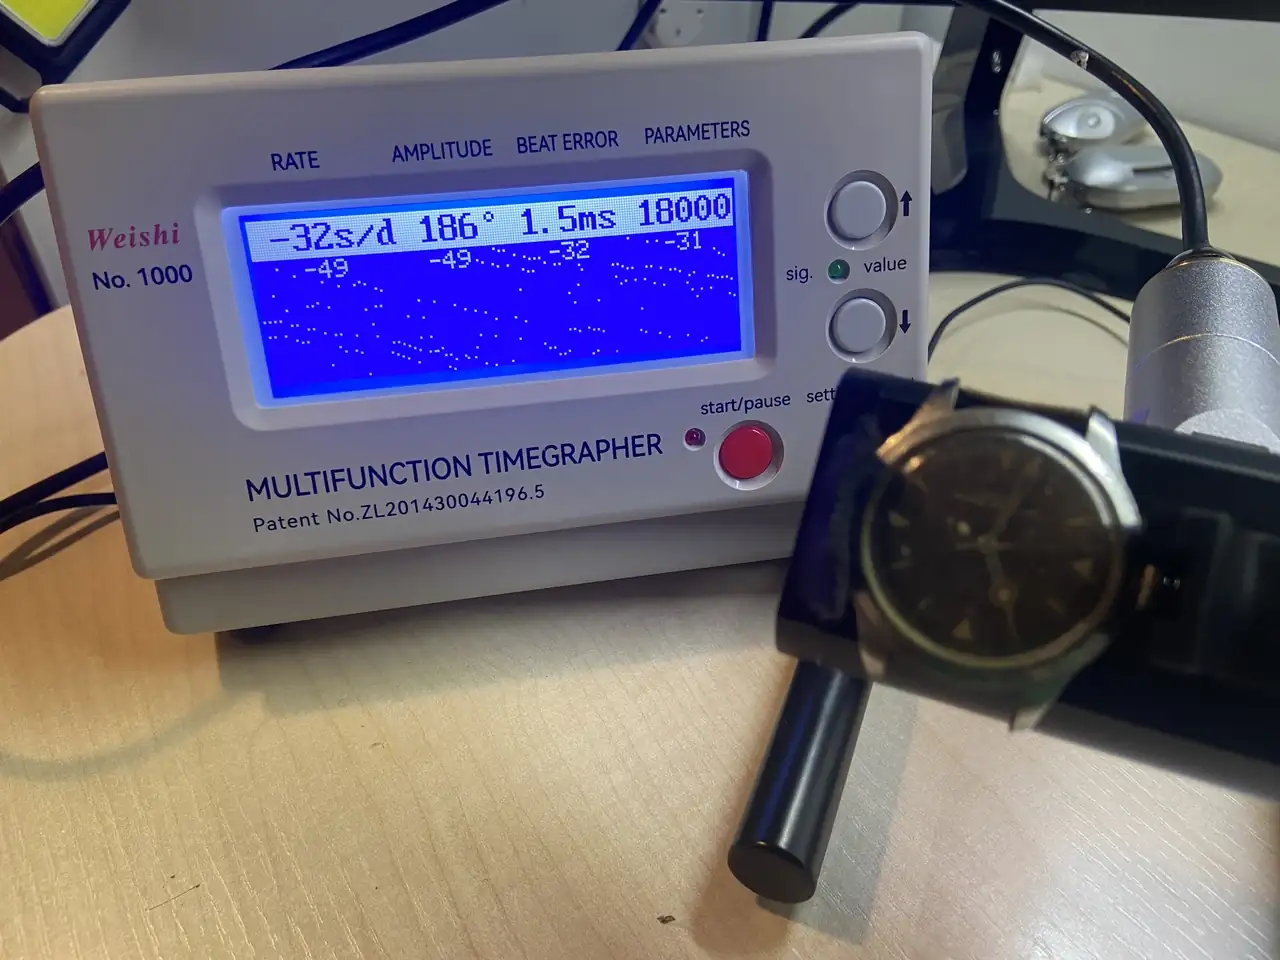 RATE AMPLITUDE BEAT ERROR PARAMETERS
-32s/d 186° 1.5ms 18000
-49 -49 -32 -31
Weishi
No. 1000
sig. value
start/pause
MULTIFUNCTION TIMEGRAPHER
Patent No.ZL201430044196.5